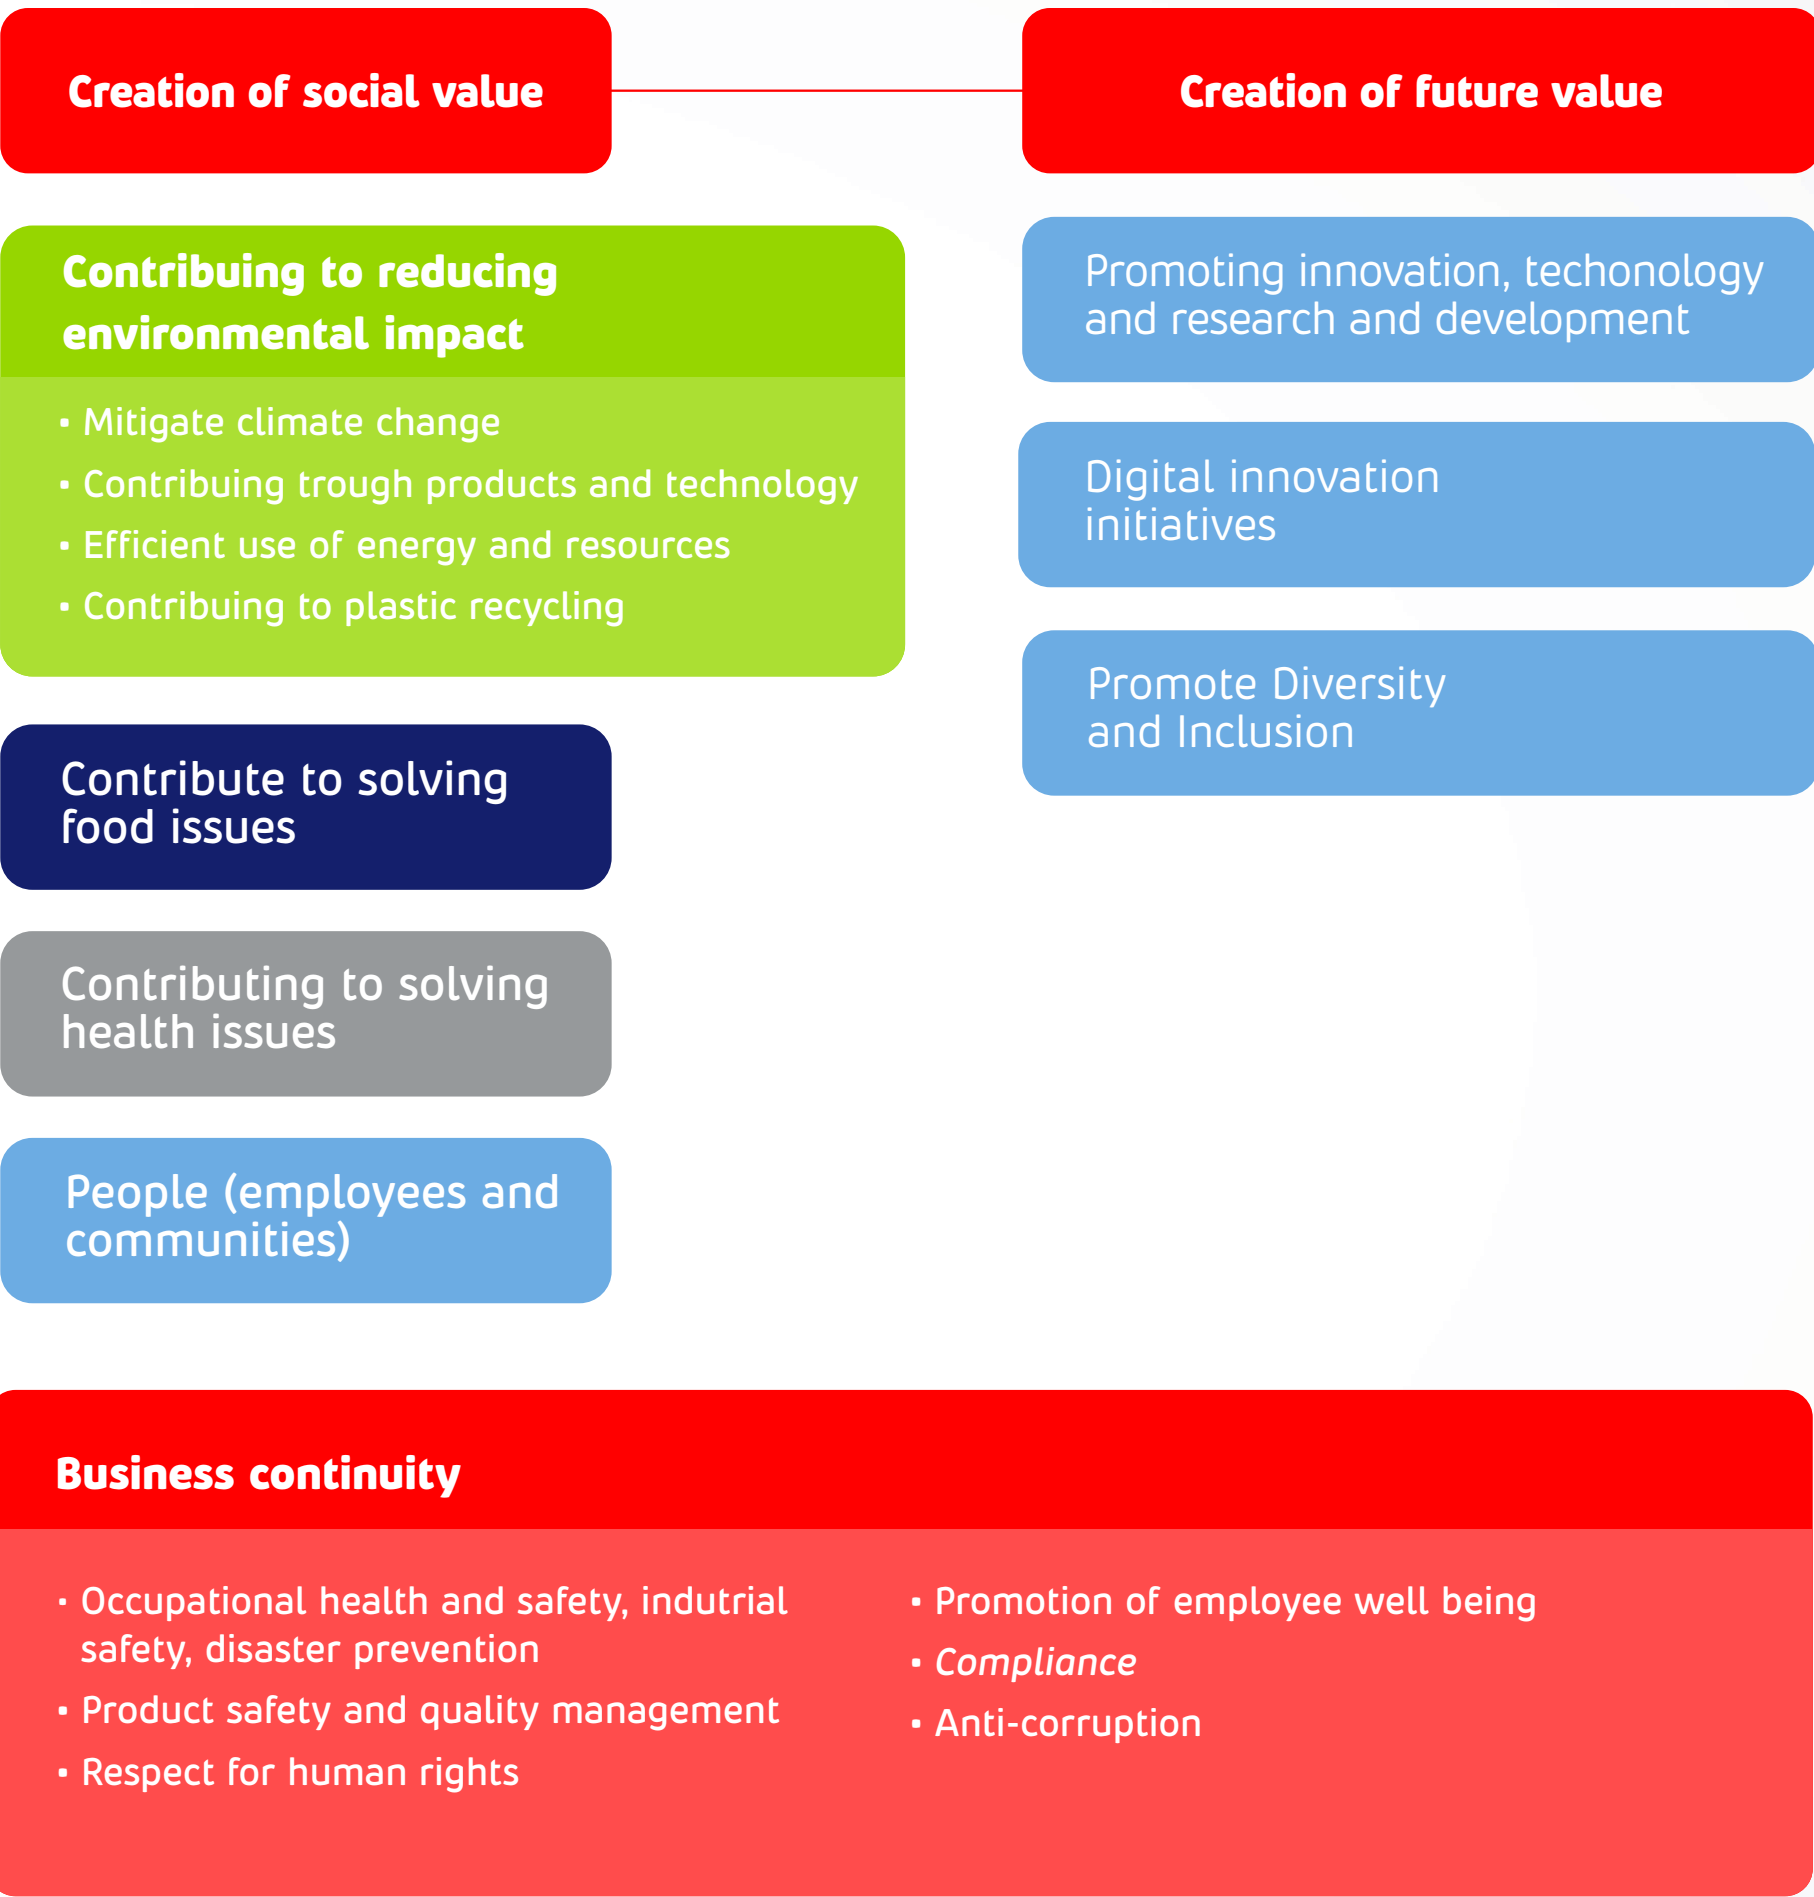 Creation of social value
Creation of future value
Contribuing to reducing
environmental impact
▪ Mitigate climate change
▪ Contribuing trough products and technology
▪ Efficient use of energy and resources
▪ Contribuing to plastic recycling
Contribute to solving
food issues
Contributing to solving
health issues
People (employees and
communities)
Promoting innovation, techonology
and research and development
Digital innovation
initiatives
Promote Diversity
and Inclusion
Business continuity
▪ Occupational health and safety, indutrial
safety, disaster prevention
▪ Product safety and quality management
▪ Respect for human rights
▪ Promotion of employee well being
▪ Compliance
▪ Anti-corruption